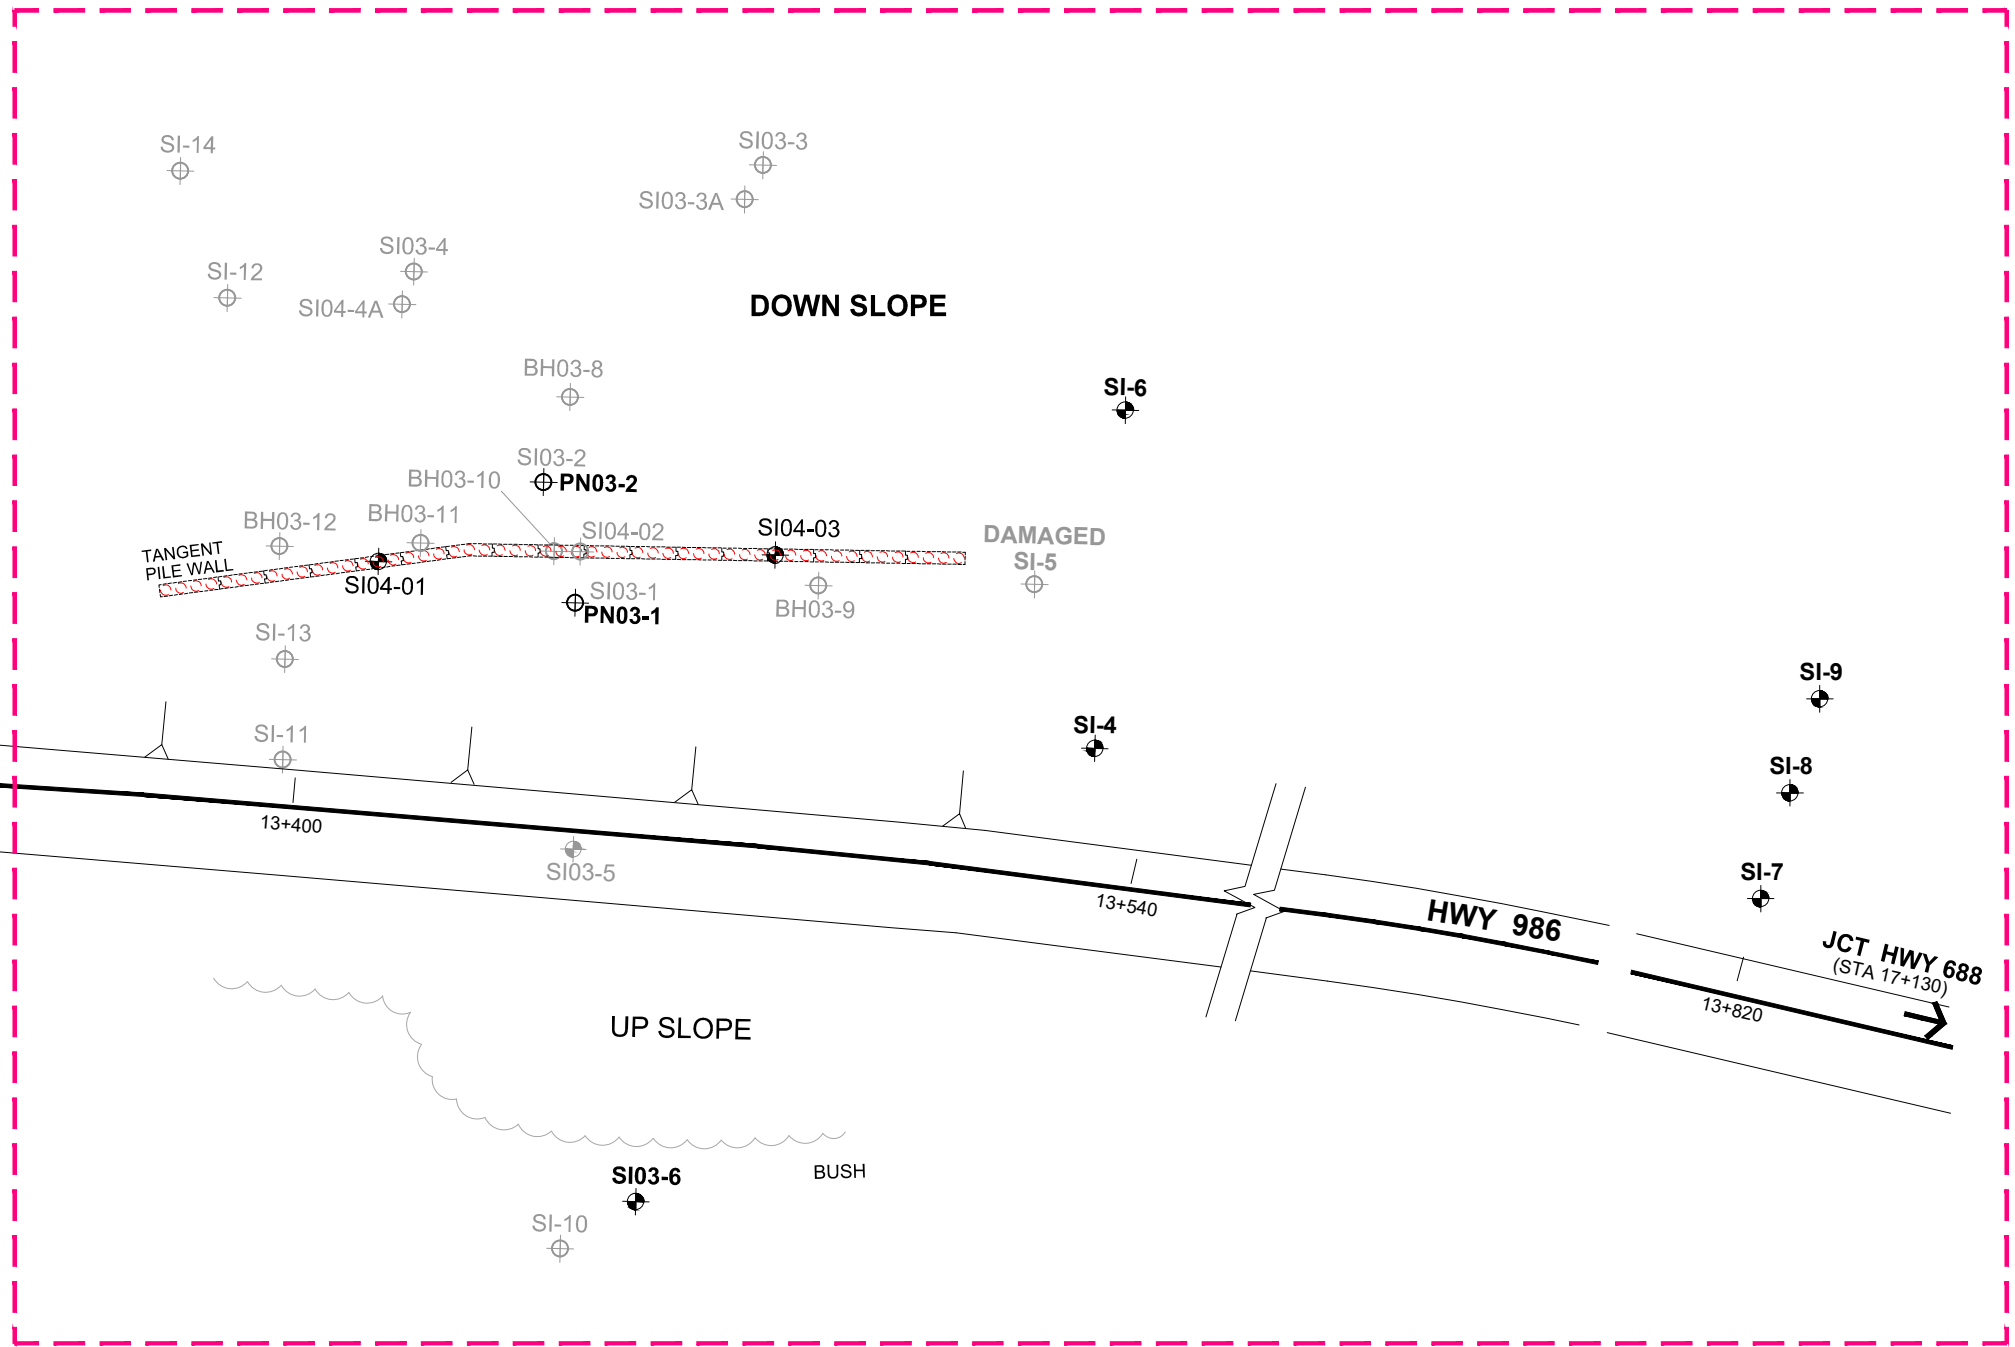 SI-14
SI03-3
SI03-3A
SI03-4
SI-12
SI04-4A
DOWN SLOPE
BH03-8
SI-6
SI03-2
BH03-10
PN03-2
BH03-12
BH03-11
SI04-02
SI04-03
DAMAGED
SI-5
TANGENT
PILE WALL
SI04-01
SI03-1
PN03-1
BH03-9
SI-13
SI-9
SI-11
SI-4
SI-8
13+400
SI03-5
SI-7
13+540
HWY 986
JCT HWY 688
(STA 17+130)
13+820
UP SLOPE
BUSH
SI03-6
SI-10